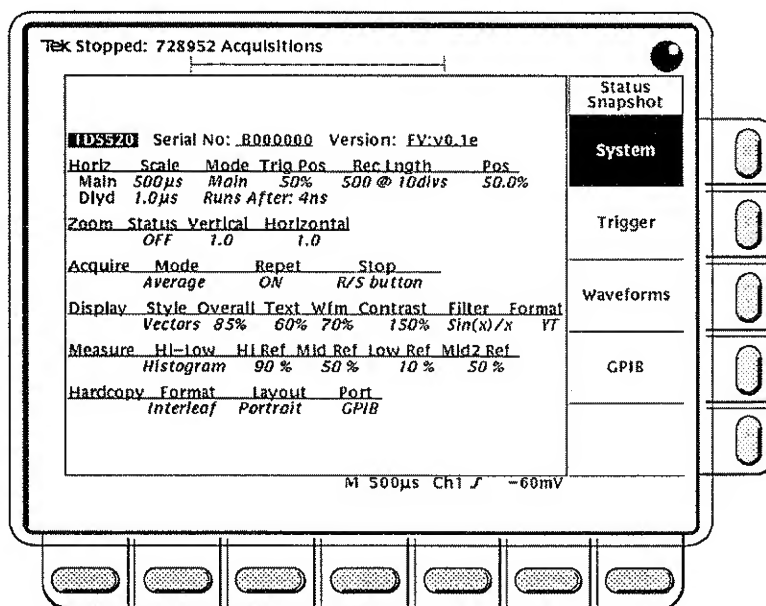 Tek Stopped: 728952 Acquisitions
Status
Snapshot
TDS520 Serial No: B000000 Version: FV:v0.1e
Horiz Scale Mode Trig Pos Rec Lngth Pos
Main 500µs Main 50% 500 @ 10divs 50.0%
Dlyd 1.0µs Runs After: 4ns
Zoom Status Vertical Horizontal
OFF 1.0 1.0
Acquire Mode Repet Stop
Average ON R/S button
Display Style Overall Text Wfm Contrast Filter Format
Vectors 85% 60% 70% 150% Sin(x)/x YT
Measure Hi-Low Hi Ref Mid Ref Low Ref Mid2 Ref
Histogram 90 % 50 % 10 % 50 %
Hardcopy Format Layout Port
Interleaf Portrait GPIB
System
Trigger
Waveforms
GPIB
M 500µs Ch1 -60mV